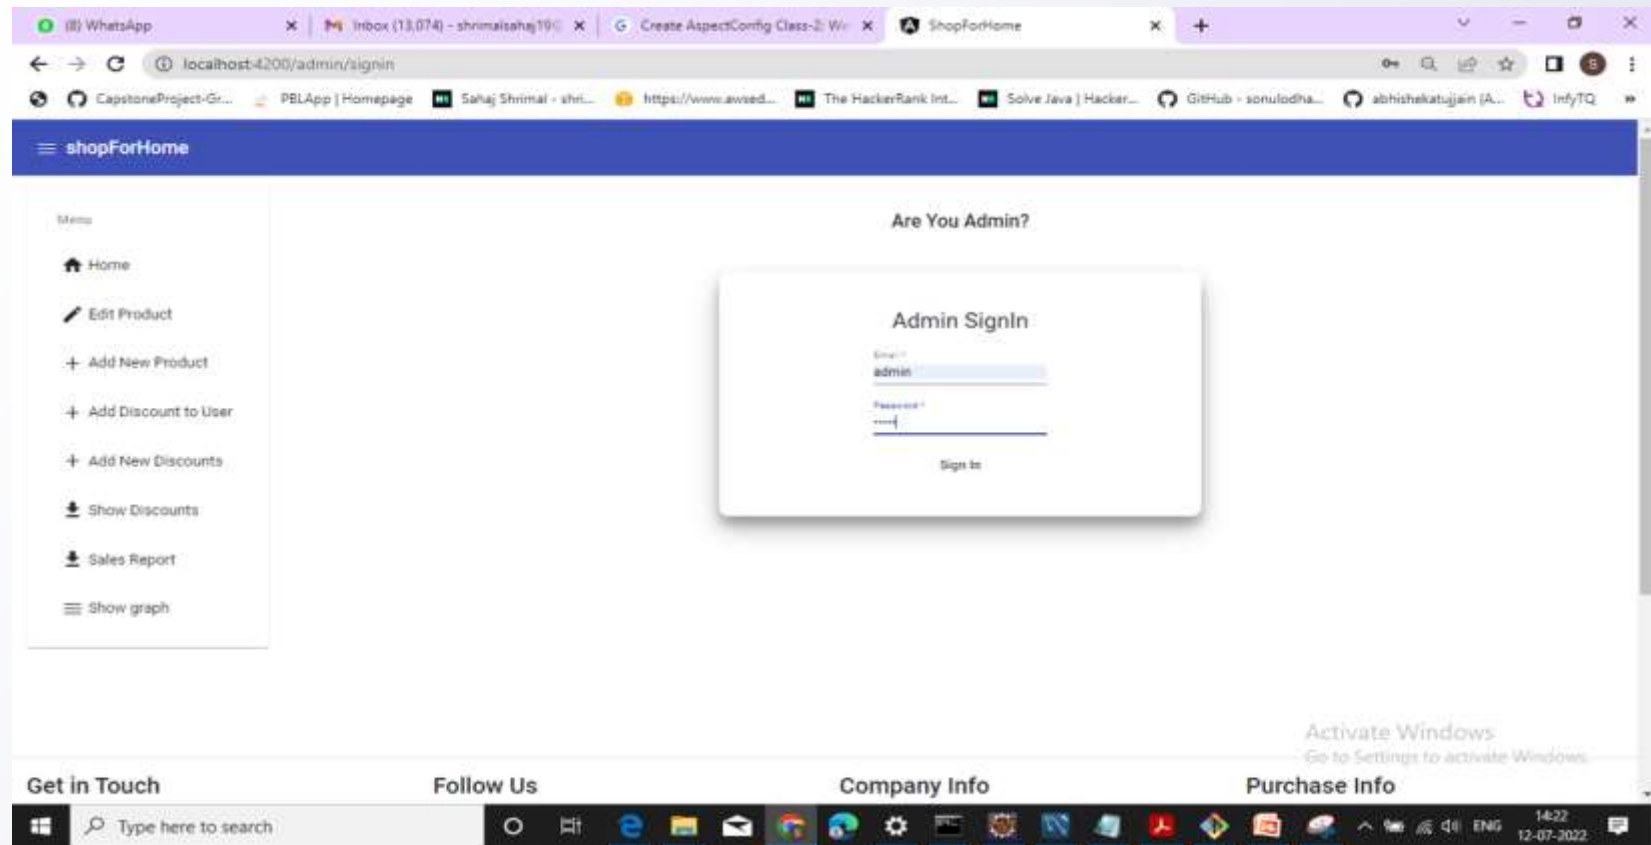 (8) WhatsApp
Inbox (13,074) - shrimalsahaj19
Create AspectConfig Class-2: W
ShopForHome
localhost:4200/admin/signin
CapstoneProject-Gr...
PBLApp | Homepage
Sahaj Shrimal - shri...
https://www.awsed...
The HackerRank Int...
Solve Java | Hacker...
GitHub - sonulodha...
abhishekatujjain (A...
InfyTQ
»
shopForHome
Menu
Home
Edit Product
+ Add New Product
+ Add Discount to User
+ Add New Discounts
Show Discounts
Sales Report
Show graph
Are You Admin?
Admin SignIn
Email *
admin
Password *
•••••
Sign In
Activate Windows
Go to Settings to activate Windows.
Get in Touch
Follow Us
Company Info
Purchase Info
Type here to search
ENG
14:22
12-07-2022